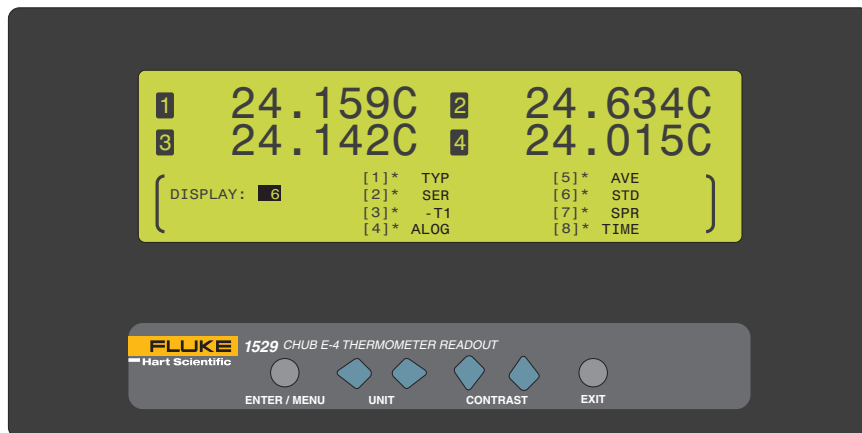 1 24.159C 2 24.634C
3 24.142C 4 24.015C
DISPLAY: 6
[1]* TYP
[2]* SER
[3]* -T1
[4]* ALOG
[5]* AVE
[6]* STD
[7]* SPR
[8]* TIME
FLUKE
Hart Scientific
1529 CHUB E-4 THERMOMETER READOUT
ENTER / MENU UNIT CONTRAST EXIT